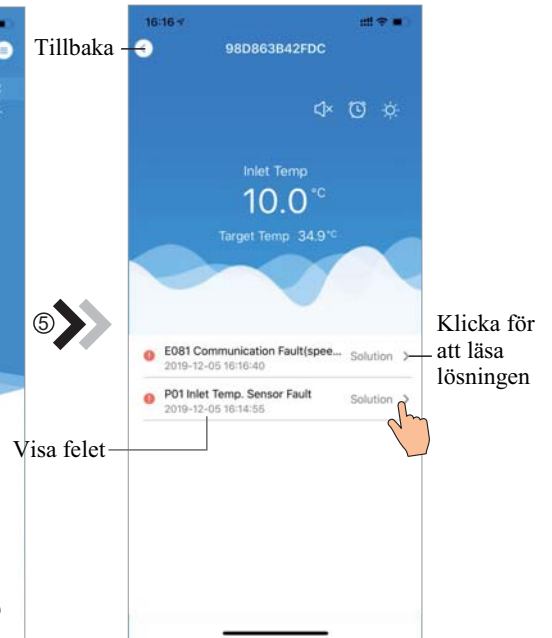 Tillbaka
16:16
98D863B42FDC
Inlet Temp
10.0°C
Target Temp 34.9°C
⑤
E081 Communication Fault(spee... Solution >
2019-12-05 16:16:40
P01 Inlet Temp. Sensor Fault Solution >
2019-12-05 16:14:55
Klicka för
att läsa
lösningen
Visa felet